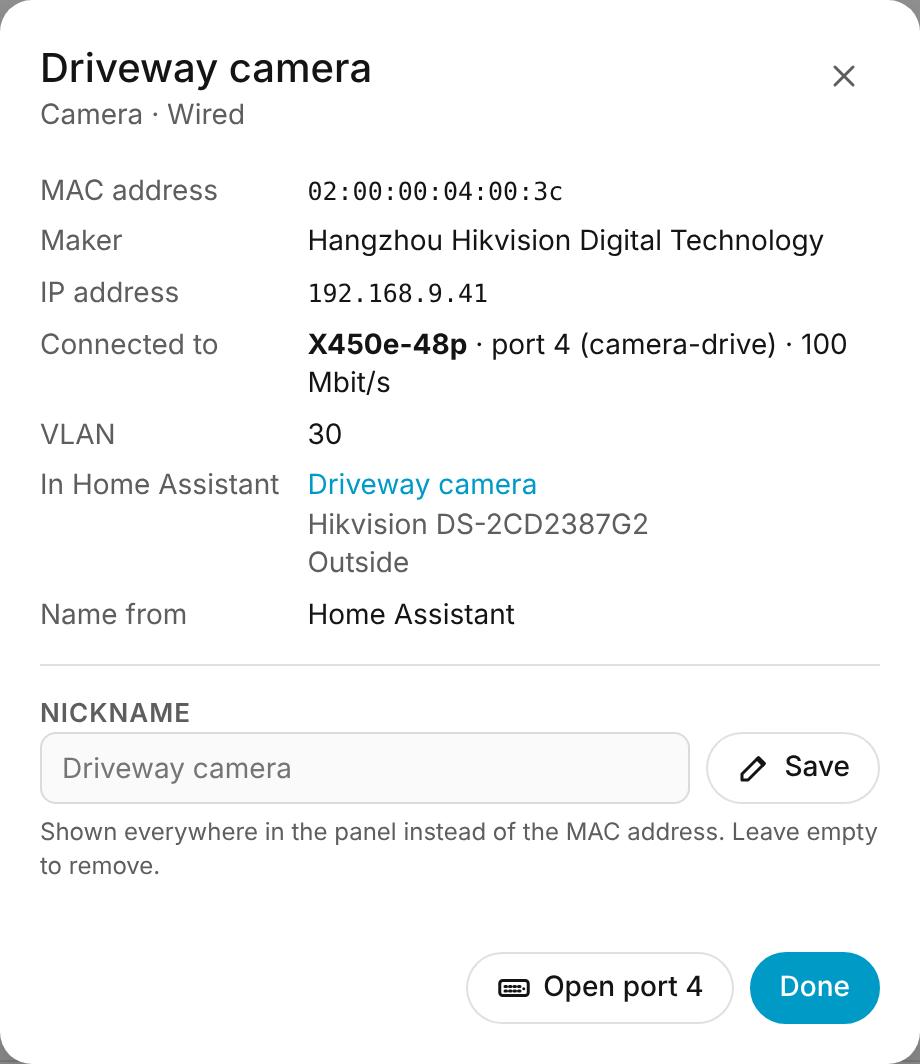 Driveway camera
Camera · Wired
MAC address 02:00:00:04:00:3c
Maker Hangzhou Hikvision Digital Technology
IP address 192.168.9.41
Connected to X450e-48p · port 4 (camera-drive) · 100
Mbit/s
VLAN 30
In Home Assistant Driveway camera
Hikvision DS-2CD2387G2
Outside
Name from Home Assistant
NICKNAME
Driveway camera Save
Shown everywhere in the panel instead of the MAC address. Leave empty
to remove.
Open port 4 Done